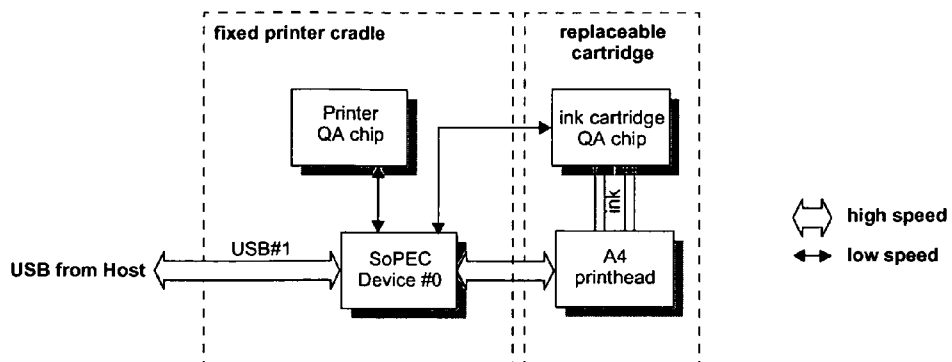 fixed printer cradle
replaceable
cartridge
Printer
QA chip
ink cartridge
QA chip
ink
high speed
low speed
USB from Host
USB#1
SoPEC
Device #0
A4
printhead